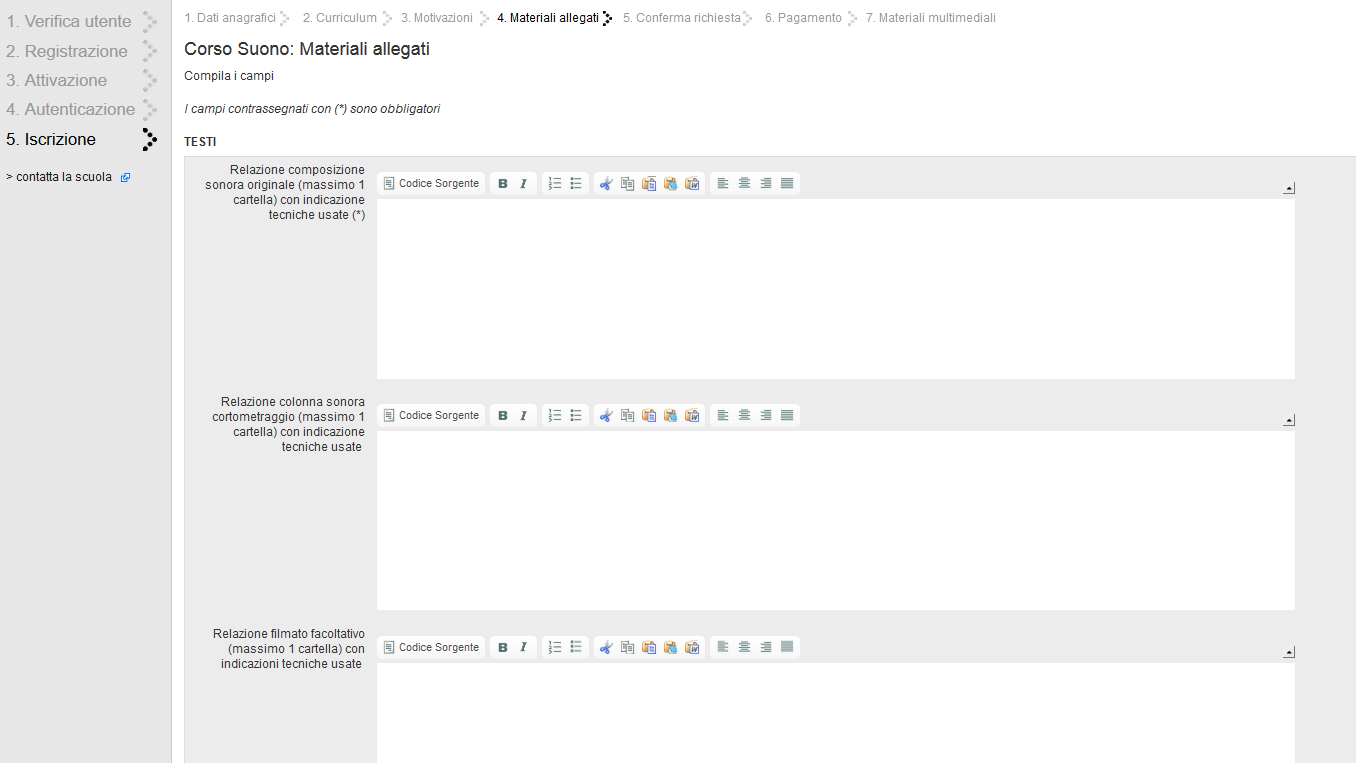 1. Verifica utente
2. Registrazione
3. Attivazione
4. Autenticazione
5. Iscrizione
> contatta la scuola
1. Dati anagrafici 2. Curriculum 3. Motivazioni 4. Materiali allegati 5. Conferma richiesta 6. Pagamento 7. Materiali multimediali
Corso Suono: Materiali allegati
Compila i campi
I campi contrassegnati con (*) sono obbligatori
TESTI
Relazione composizione
sonora originale (massimo 1
cartella) con indicazione
tecniche usate (*)
Codice Sorgente B I
Relazione colonna sonora
cortometraggio (massimo 1
cartella) con indicazione
tecniche usate
Codice Sorgente B I
Relazione filmato facoltativo
(massimo 1 cartella) con
indicazioni tecniche usate
Codice Sorgente B I